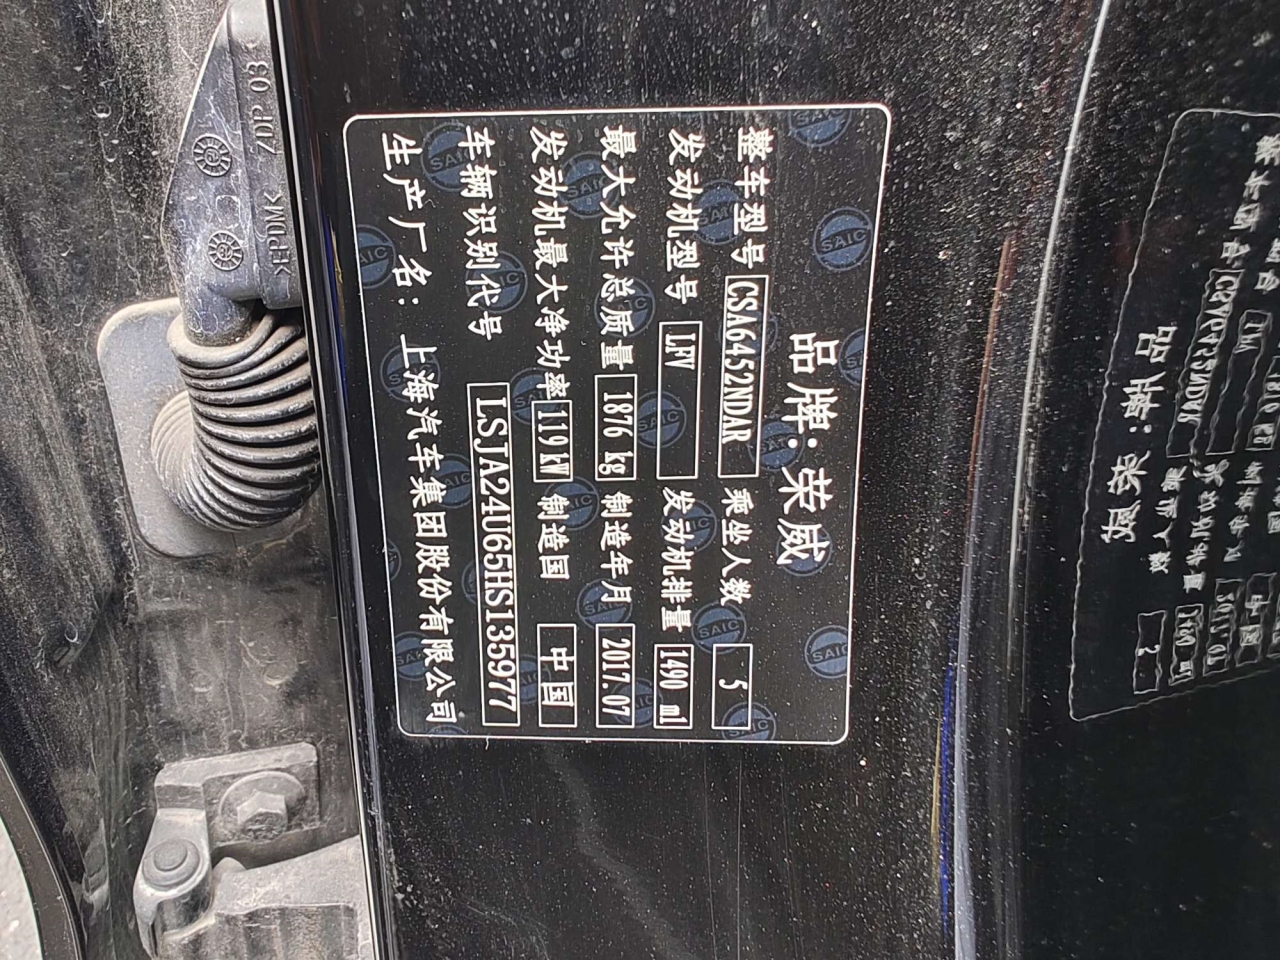 品牌:荣威
整车型号 CSA6452NDAR 乘坐人数 5
发动机型号 LFV 发动机排量 1490 ml
最大允许总质量 1876 kg 制造年月 2017.07
发动机最大净功率 119 kW 制造国 中国
车辆识别代号 LSJA24U65HS135977
生产厂名:上海汽车集团股份有限公司
SAIC
ZDP 03